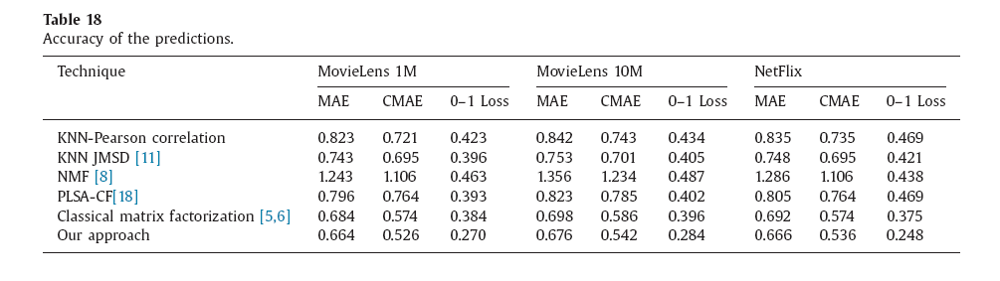 Table 18
Accuracy of the predictions.
Technique MovieLens 1M MovieLens 10M NetFlix
MAE CMAE 0–1 Loss MAE CMAE 0–1 Loss MAE CMAE 0–1 Loss
KNN-Pearson correlation 0.823 0.721 0.423 0.842 0.743 0.434 0.835 0.735 0.469
KNN JMSD [11] 0.743 0.695 0.396 0.753 0.701 0.405 0.748 0.695 0.421
NMF [8] 1.243 1.106 0.463 1.356 1.234 0.487 1.286 1.106 0.438
PLSA-CF[18] 0.796 0.764 0.393 0.823 0.785 0.402 0.805 0.764 0.469
Classical matrix factorization [5,6] 0.684 0.574 0.384 0.698 0.586 0.396 0.692 0.574 0.375
Our approach 0.664 0.526 0.270 0.676 0.542 0.284 0.666 0.536 0.248